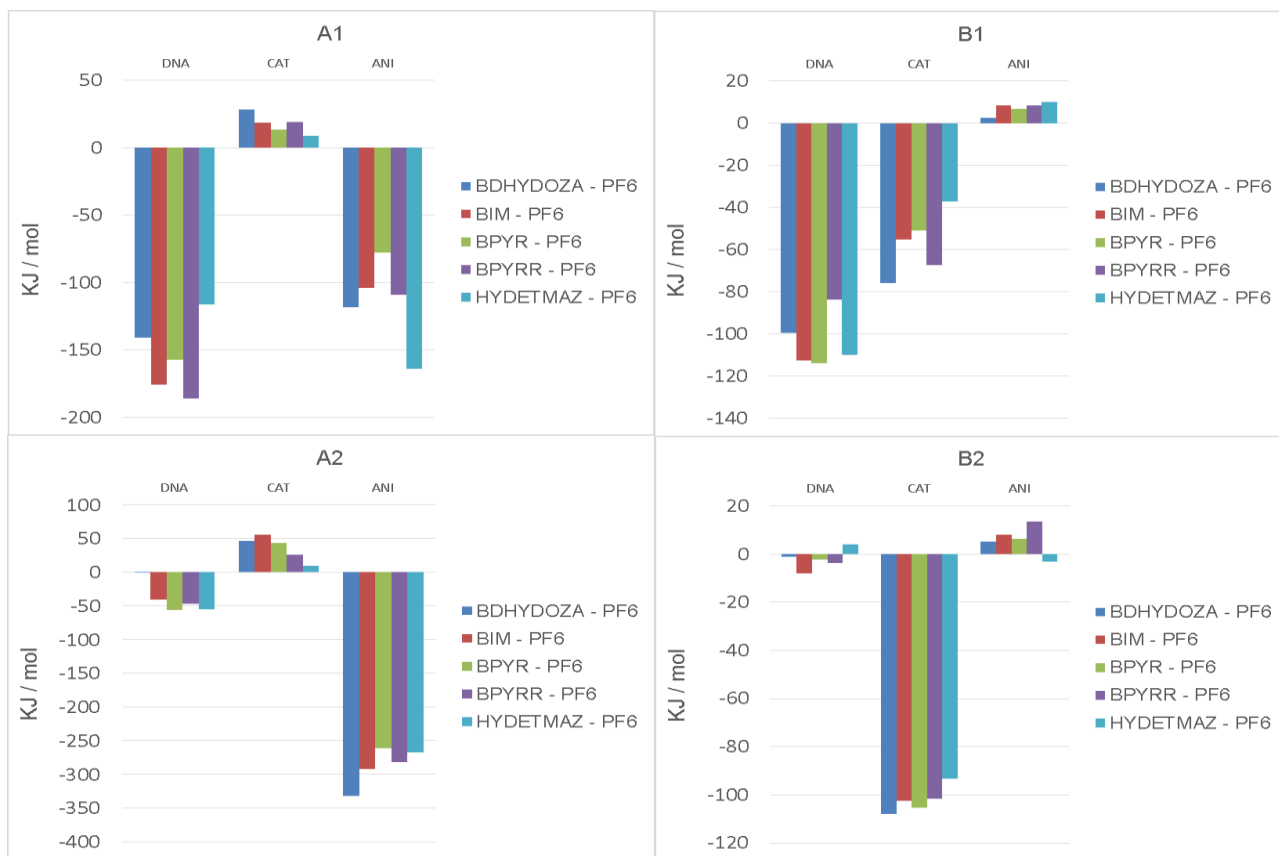 A1
DNA CAT ANI
50
0
-50
-100
-150
-200
KJ / mol
BDHYDOZA - PF6
BIM - PF6
BPYR - PF6
BPYRR - PF6
HYDETMAZ - PF6
B1
DNA CAT ANI
20
0
-20
-40
-60
-80
-100
-120
-140
KJ / mol
BDHYDOZA - PF6
BIM - PF6
BPYR - PF6
BPYRR - PF6
HYDETMAZ - PF6
A2
DNA CAT ANI
100
50
0
-50
-100
-150
-200
-250
-300
-350
-400
KJ / mol
BDHYDOZA - PF6
BIM - PF6
BPYR - PF6
BPYRR - PF6
HYDETMAZ - PF6
B2
DNA CAT ANI
20
0
-20
-40
-60
-80
-100
-120
KJ / mol
BDHYDOZA - PF6
BIM - PF6
BPYR - PF6
BPYRR - PF6
HYDETMAZ - PF6